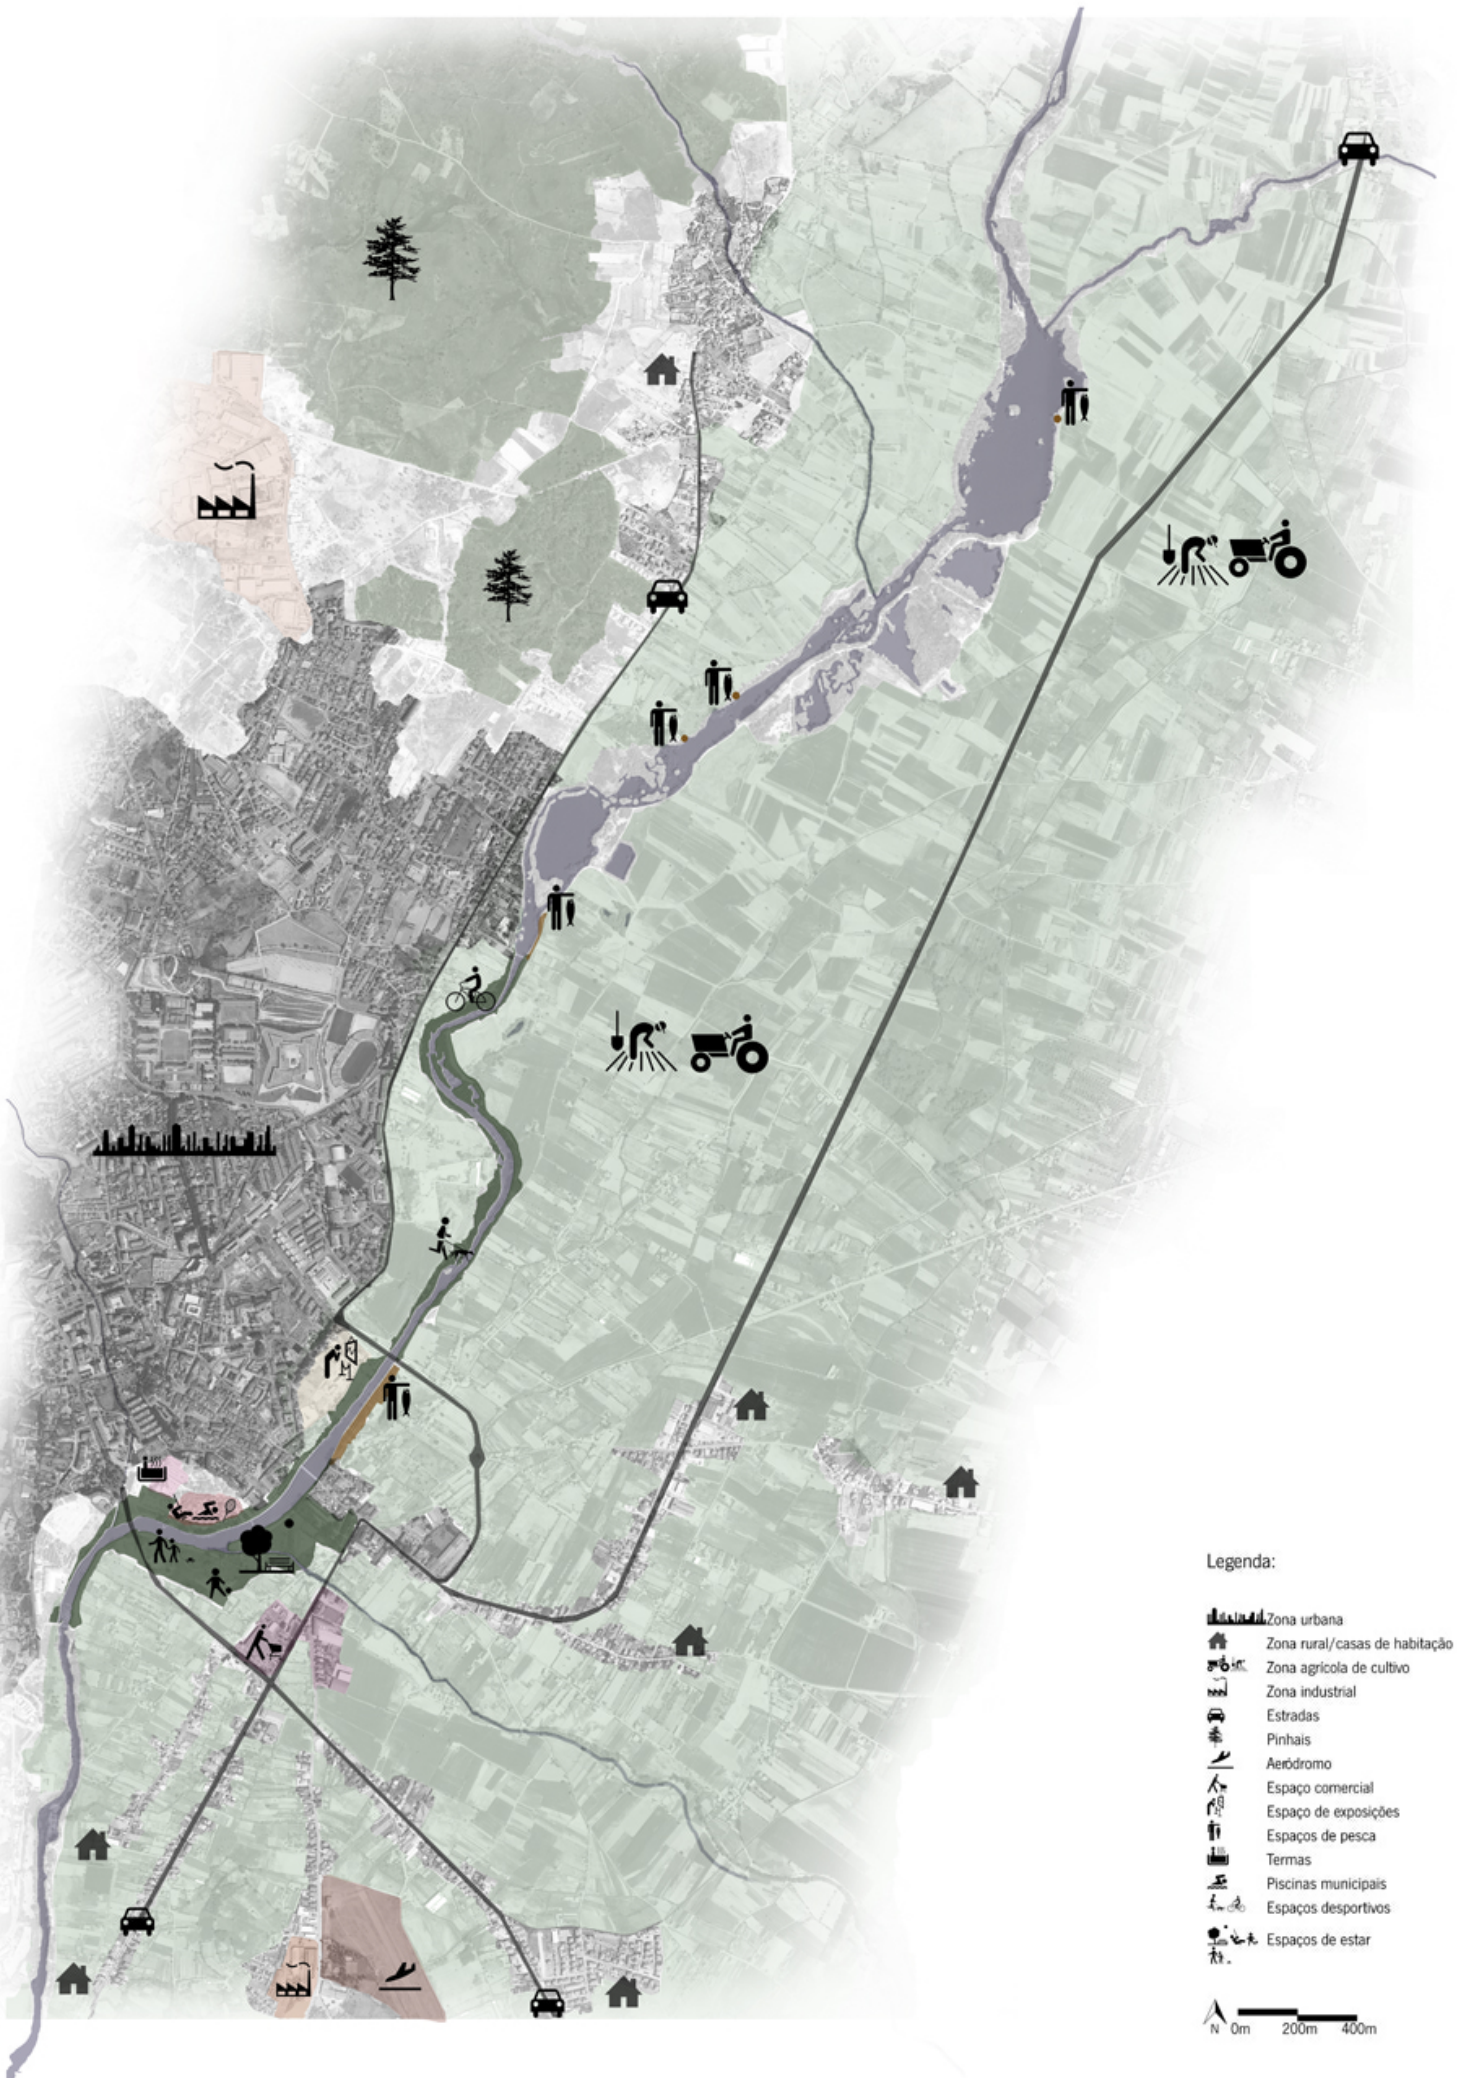 Legenda:
Zona urbana
Zona rural/casas de habitação
Zona agrícola de cultivo
Zona industrial
Estradas
Pinhais
Aeródromo
Espaço comercial
Espaço de exposições
Espaços de pesca
Termas
Piscinas municipais
Espaços desportivos
Espaços de estar
N 0m 200m 400m